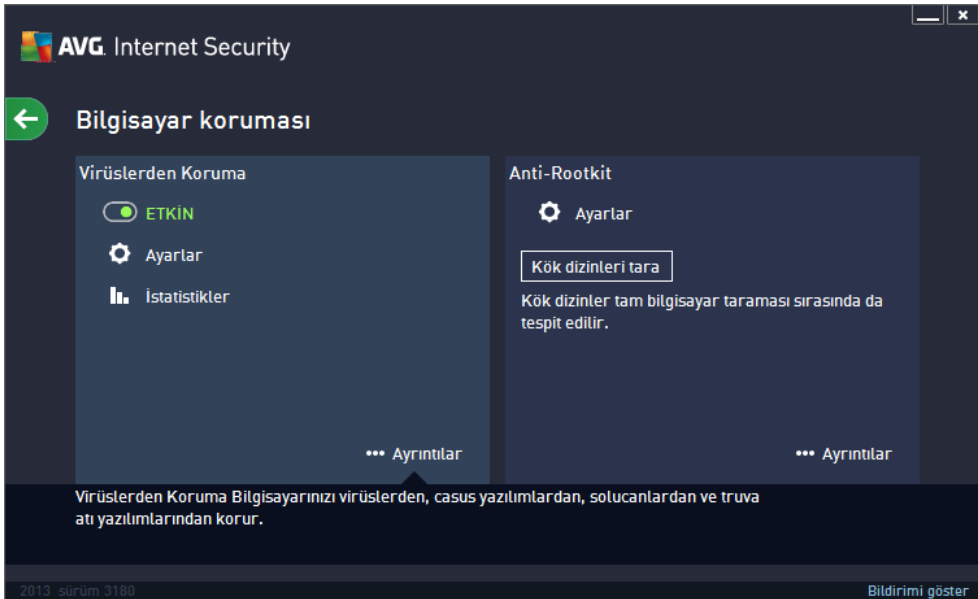 AVG. Internet Security
Bilgisayar koruması
Virüslerden Koruma
ETKİN
Ayarlar
İstatistikler
••• Ayrıntılar
Anti-Rootkit
Ayarlar
Kök dizinleri tara
Kök dizinler tam bilgisayar taraması sırasında da
tespit edilir.
••• Ayrıntılar
Virüslerden Koruma Bilgisayarınızı virüslerden, casus yazılımlardan, solucanlardan ve truva
atı yazılımlarından korur.
2013 sürüm 3180
Bildirimi göster